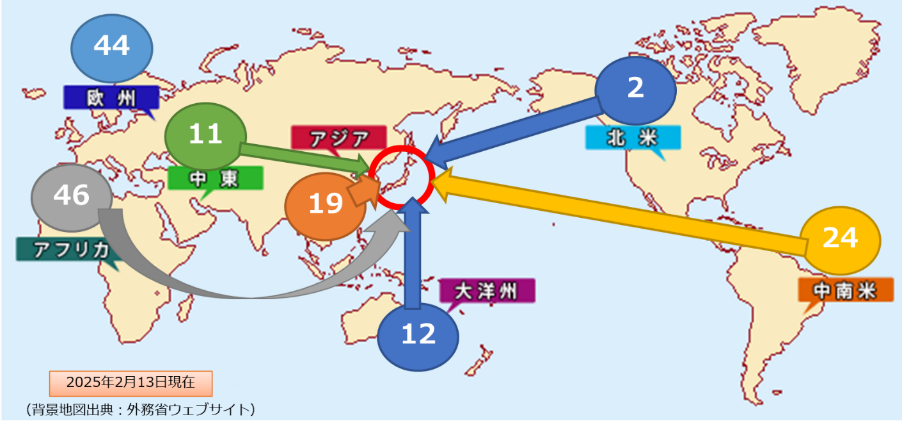 44
欧州
2
北米
11
中東
アジア
19
46
アフリカ
24
中南米
大洋州
12
2025年2月13日現在
（背景地図出典：外務省ウェブサイト）